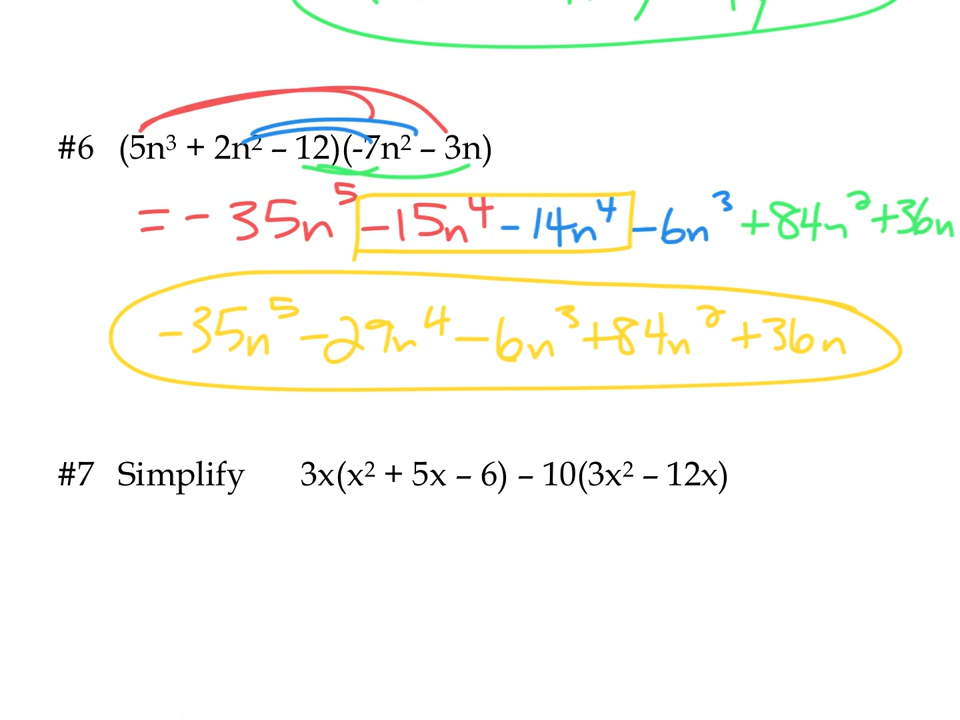 #6 (5n³ + 2n² – 12)(-7n² – 3n)
= - 35n⁵ -15n⁴ - 14n⁴ - 6n³ + 84n² + 36n
-35n⁵ - 29n⁴ - 6n³ + 84n² + 36n
#7 Simplify 3x(x² + 5x – 6) – 10(3x² – 12x)